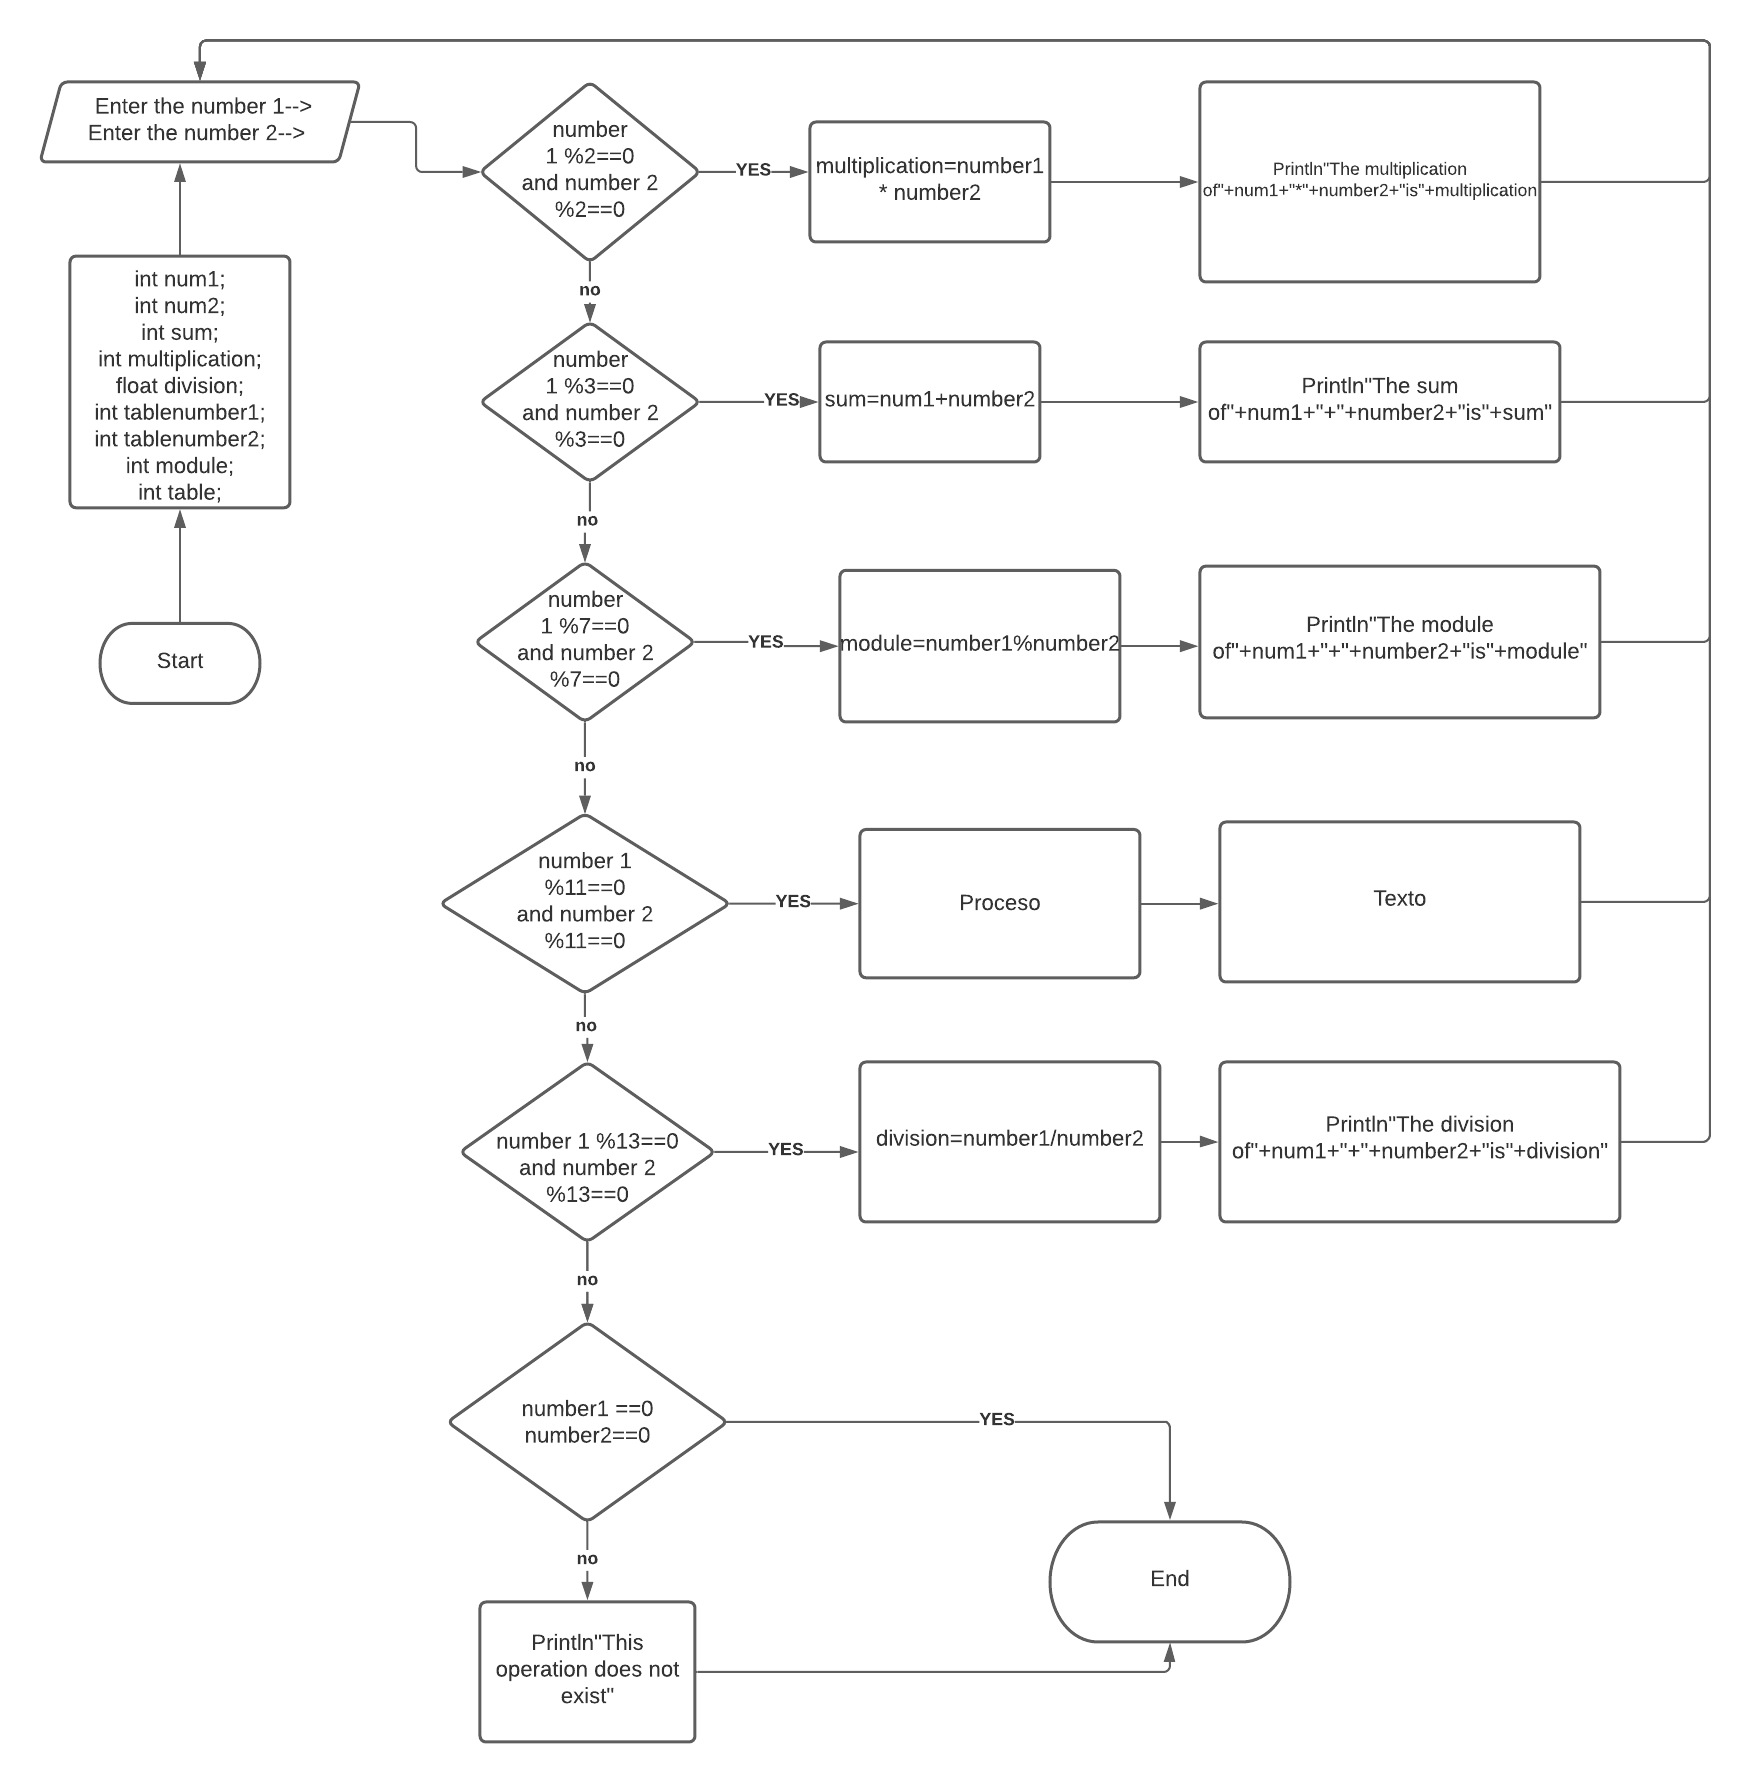 Enter the number 1-->
Enter the number 2-->
int num1;
int num2;
int sum;
int multiplication;
float division;
int tablenumber1;
int tablenumber2;
int module;
int table;
Start
number
1 %2==0
and number 2
%2==0
YES
multiplication=number1
* number2
Println"The multiplication
of"+num1+"*"+number2+"is"+multiplication
no
number
1 %3==0
and number 2
%3==0
YES
sum=num1+number2
Println"The sum
of"+num1+"+"+number2+"is"+sum"
no
number
1 %7==0
and number 2
%7==0
YES
module=number1%number2
Println"The module
of"+num1+"+"+number2+"is"+module"
no
number 1
%11==0
and number 2
%11==0
YES
Proceso
Texto
no
number 1 %13==0
and number 2
%13==0
YES
division=number1/number2
Println"The division
of"+num1+"+"+number2+"is"+division"
no
number1 ==0
number2==0
YES
End
no
Println"This
operation does not
exist"